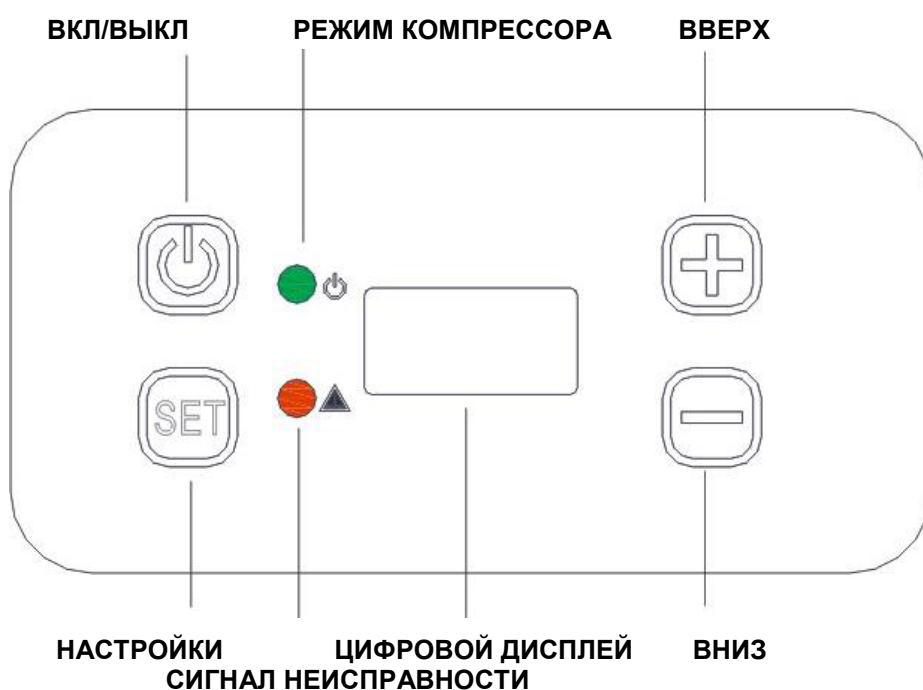 ВКЛ/ВЫКЛ РЕЖИМ КОМПРЕССОРА ВВЕРХ
SET
НАСТРОЙКИ ЦИФРОВОЙ ДИСПЛЕЙ ВНИЗ
СИГНАЛ НЕИСПРАВНОСТИ